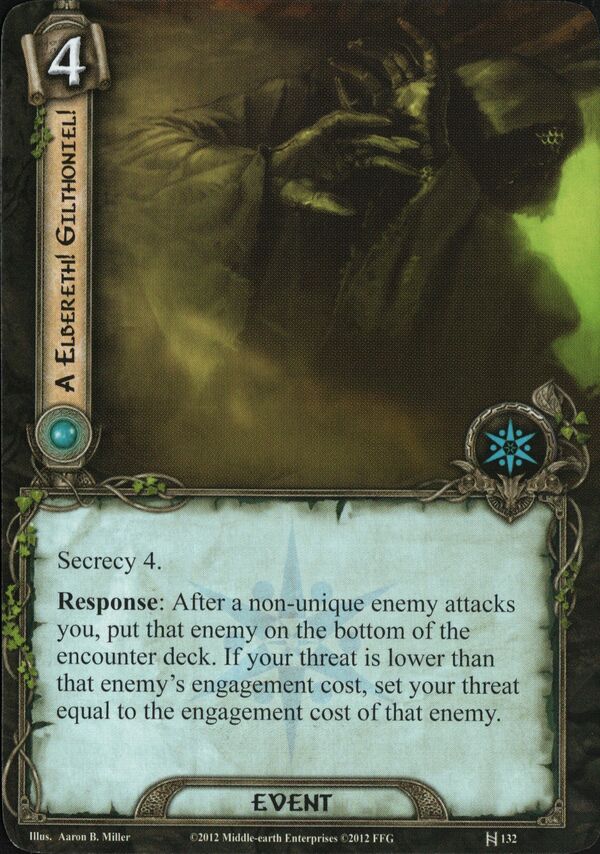 4
A Elbereth! Gilthoniel!
Secrecy 4.
Response: After a non-unique enemy attacks
you, put that enemy on the bottom of the
encounter deck. If your threat is lower than
that enemy's engagement cost, set your threat
equal to the engagement cost of that enemy.
EVENT
Illus. Aaron B. Miller ©2012 Middle-earth Enterprises ©2012 FFG 132